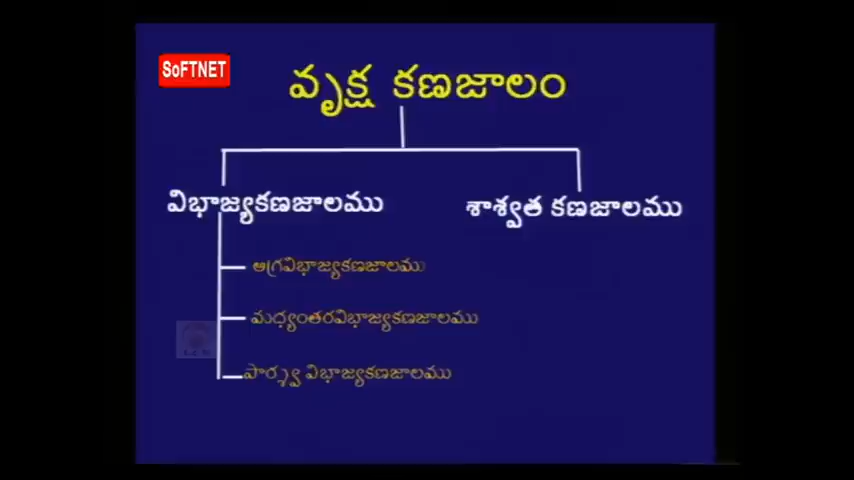 SoFTNET
వృక్ష కణజాలం
విభాజ్యకణజాలము
శాశ్వత కణజాలము
అగ్రవిభాజ్యకణజాలము
మధ్యంతరవిభాజ్యకణజాలము
పార్శ్వ విభాజ్యకణజాలము